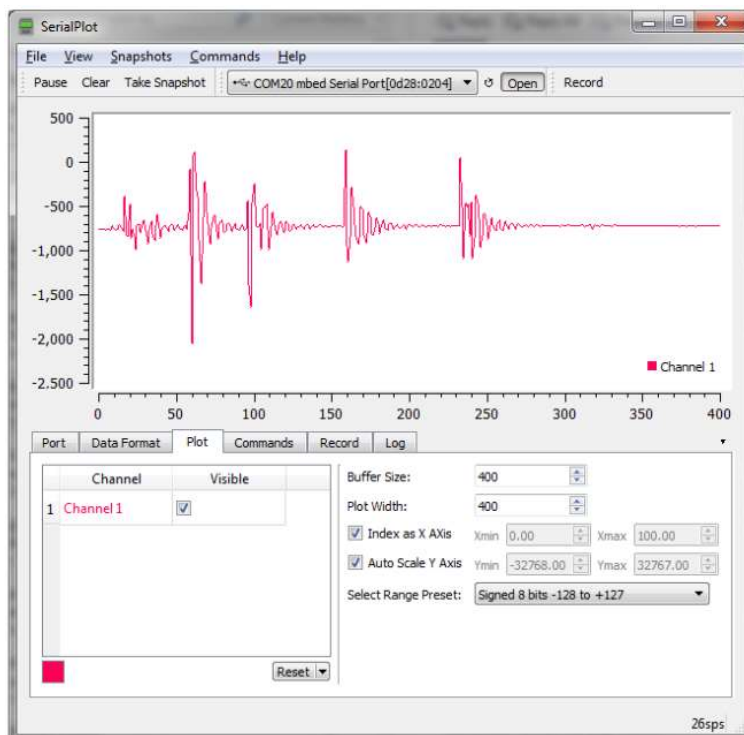 SerialPlot
File View Snapshots Commands Help
Pause Clear Take Snapshot COM20 mbed Serial Port[0d28:0204] Open Record
500
0
-500
-1,000
-1,500
-2,000
-2,500
Channel 1
0 50 100 150 200 250 300 350 400
Port Data Format Plot Commands Record Log
Channel Visible
1 Channel 1
Buffer Size: 400
Plot Width: 400
Index as X AXis Xmin 0.00 Xmax 100.00
Auto Scale Y Axis Ymin -32768.00 Ymax 32767.00
Select Range Preset: Signed 8 bits -128 to +127
Reset
26sps